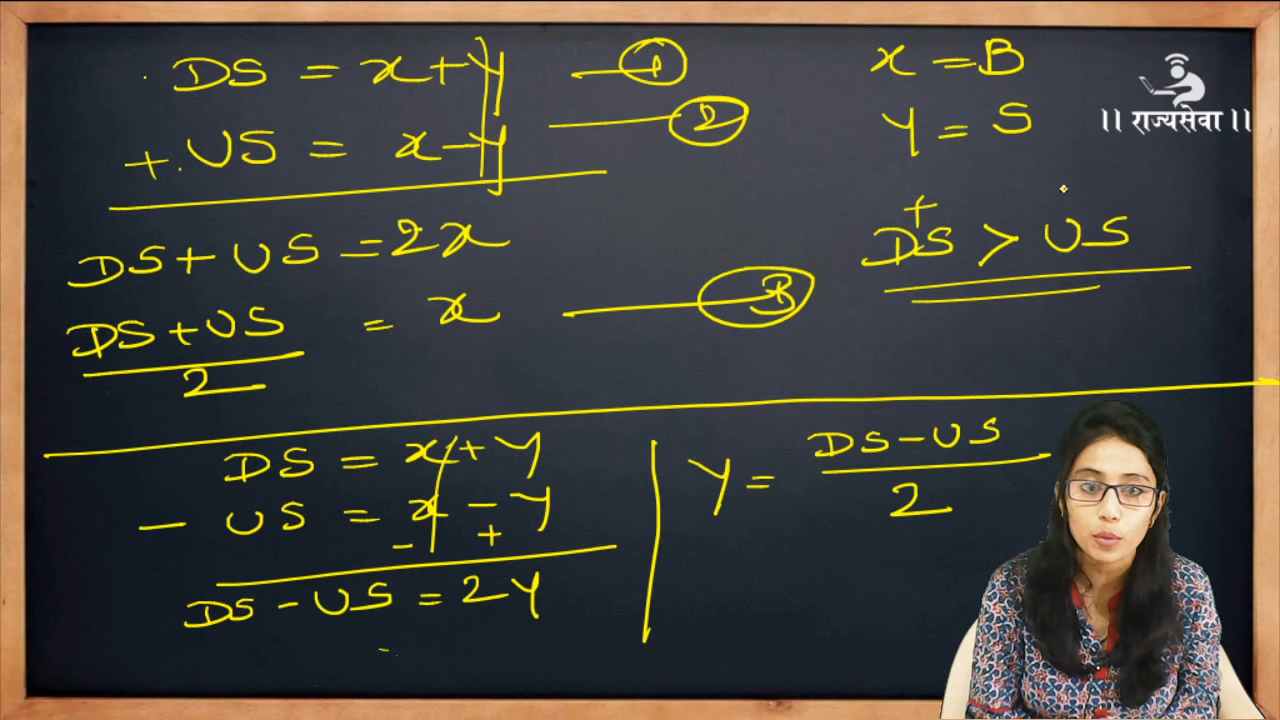 DS = x+y — 1
+ US = x-y — 2
DS+US = 2x
DS+US/2 = x — 3
x = B
y = S
|| राज्यसेवा ||
+
DS > US
DS = x+y
- US = x - y
- +
DS - US = 2y
y = DS-US/2